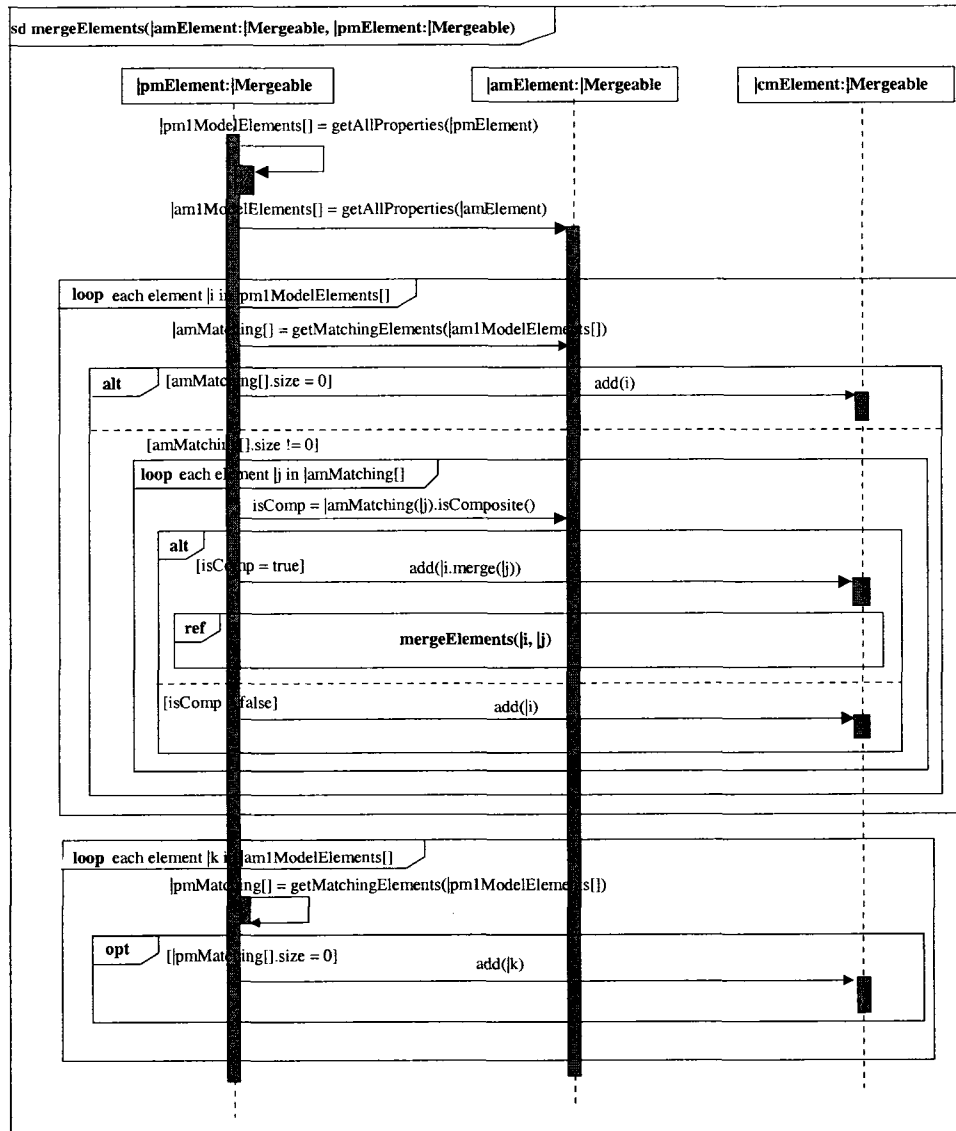 sd mergeElements(|amElement:|Mergeable, |pmElement:|Mergeable)
|pmElement:|Mergeable
|amElement:|Mergeable
|cmElement:|Mergeable
|pm1ModelElements[] = getAllProperties(|pmElement)
|am1ModelElements[] = getAllProperties(|amElement)
loop each element |i in |pm1ModelElements[]
|amMatching[] = getMatchingElements(|am1ModelElements[])
alt [amMatching[].size = 0]
add(i)
[amMatching[].size != 0]
loop each element |j in |amMatching[]
isComp = |amMatching(|j).isComposite()
alt
[isComp = true]
add(|i.merge(|j))
ref
mergeElements(|i, |j)
[isComp = false]
add(|i)
loop each element |k in |am1ModelElements[]
|pmMatching[] = getMatchingElements(|pm1ModelElements[])
opt [|pmMatching[].size = 0]
add(|k)